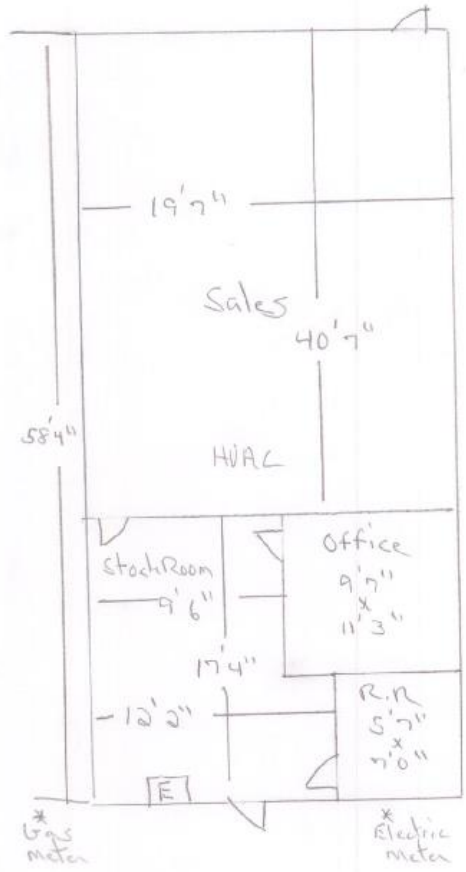 19'7"
Sales
40'7"
58'4"
HVAC
Office
9'7"
x
11'3"
StockRoom
9'6"
17'4"
12'2"
R.R
5'7"
x
7'0"
E
*
Gas
meter
*
Electric
meter